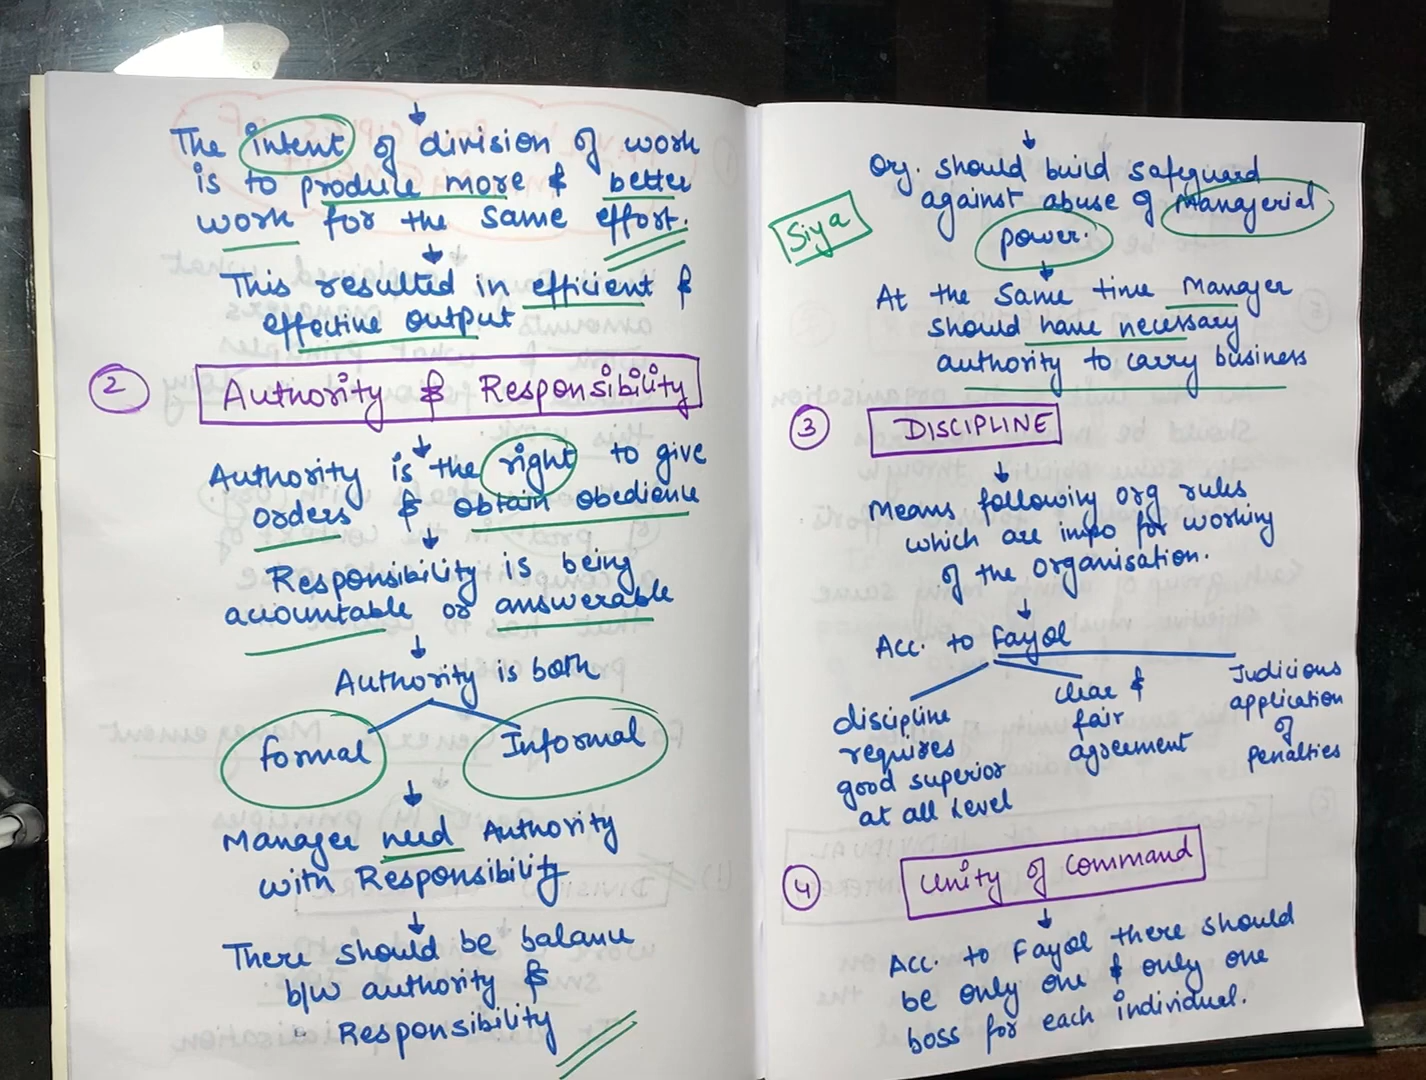 The intent of division of work
is to produce more & better
work for the same effort.
This resulted in efficient &
effective output
2 Authority & Responsibility
Authority is the right to give
orders & obtain obedience
Responsibility is being
accountable or answerable
Authority is both
formal Informal
Manager need Authority
with Responsibility
There should be balance
b/w authority &
Responsibility
Org. should build safeguard
against abuse of managerial
power.
Siya
At the same time Manager
should have necessary
authority to carry business
3 DISCIPLINE
Means following org rules
which are impo for working
of the organisation.
Acc. to Fayol
discipline
requires
good superior
at all level
clear &
fair
agreement
Judicious
application
of
penalties
4 Unity of Command
Acc. to Fayol there should
be only one & only one
boss for each individuel.